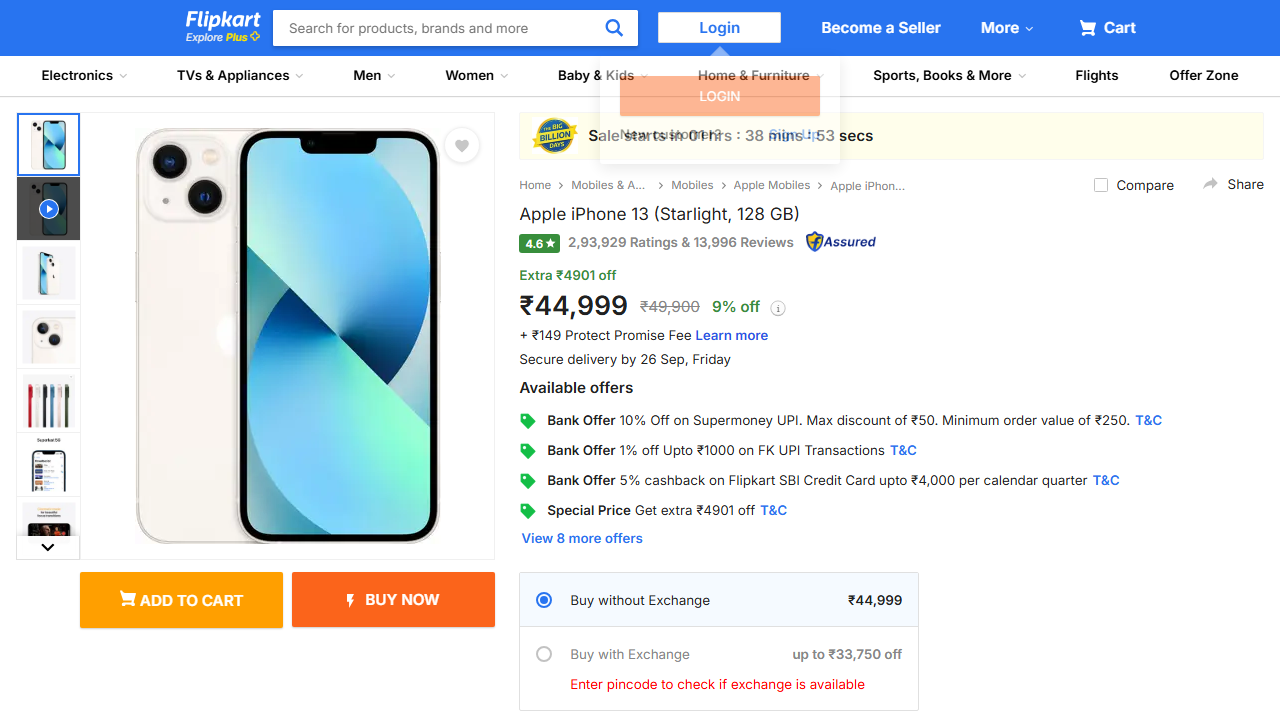 Flipkart
Explore Plus
Search for products, brands and more
Login
Become a Seller
More
Cart
Electronics
TVs & Appliances
Men
Women
Baby & Kids
Home & Furniture
Sports, Books & More
Flights
Offer Zone
LOGIN
New customer?
Sign Up
THE BIG BILLION DAYS
Sale starts in 01 hrs : 38 mins : 53 secs
Home
Mobiles & A...
Mobiles
Apple Mobiles
Apple iPhon...
Compare
Share
Apple iPhone 13 (Starlight, 128 GB)
4.6
2,93,929 Ratings & 13,996 Reviews
Assured
Extra ₹4901 off
₹44,999 ₹49,900 9% off
+ ₹149 Protect Promise Fee Learn more
Secure delivery by 26 Sep, Friday
Available offers
Bank Offer 10% Off on Supermoney UPI. Max discount of ₹50. Minimum order value of ₹250. T&C
Bank Offer 1% off Upto ₹1000 on FK UPI Transactions T&C
Bank Offer 5% cashback on Flipkart SBI Credit Card upto ₹4,000 per calendar quarter T&C
Special Price Get extra ₹4901 off T&C
View 8 more offers
ADD TO CART
BUY NOW
Buy without Exchange ₹44,999
Buy with Exchange up to ₹33,750 off
Enter pincode to check if exchange is available